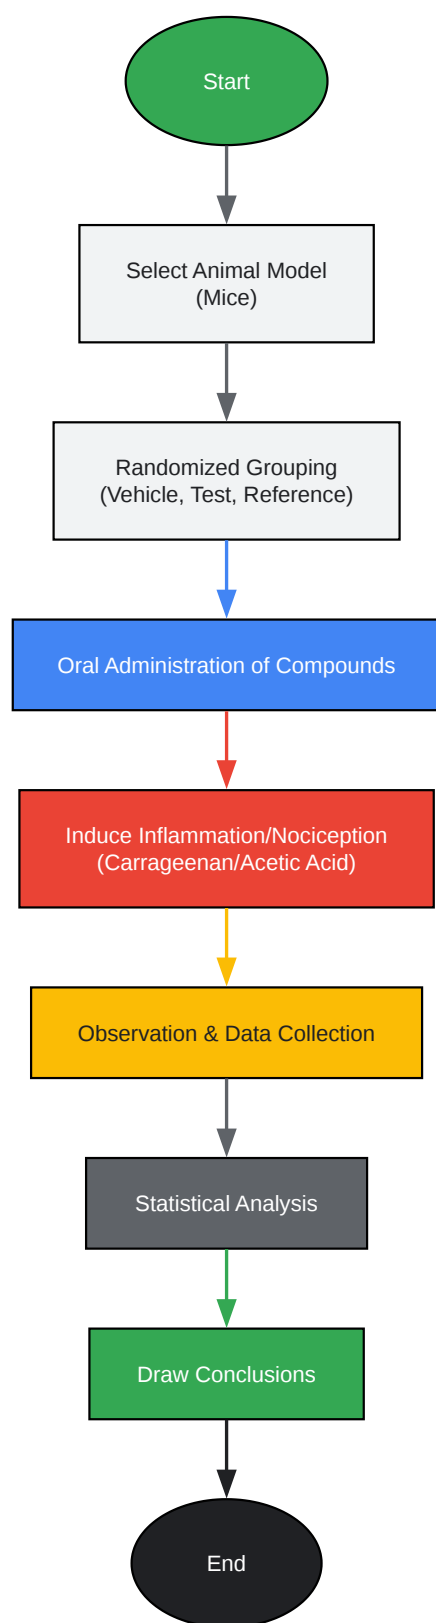 Start
Select Animal Model
(Mice)
Randomized Grouping
(Vehicle, Test, Reference)
Oral Administration of Compounds
Induce Inflammation/Nociception
(Carrageenan/Acetic Acid)
Observation & Data Collection
Statistical Analysis
Draw Conclusions
End